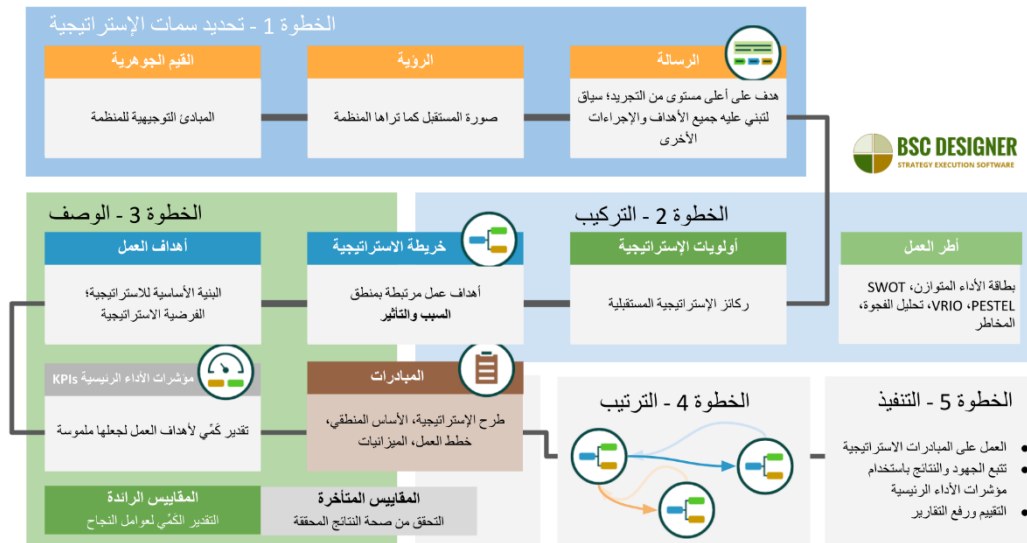 الخطوة 1 - تحديد سمات الإستراتيجية
الرسالة
هدف على أعلى مستوى من التجريد؛ سياق
لتبني عليه جميع الأهداف والإجراءات
الأخرى
الرؤية
صورة المستقبل كما تراها المنظمة
القيم الجوهرية
المبادئ التوجيهية للمنظمة
BSC DESIGNER
STRATEGY EXECUTION SOFTWARE
الخطوة 2 - التركيب
أطر العمل
بطاقة الأداء المتوازن، SWOT
VRIO، PESTEL، تحليل الفجوة،
المخاطر
أولويات الإستراتيجية
ركائز الإستراتيجية المستقبلية
خريطة الاستراتيجية
أهداف عمل مرتبطة بمنطق
السبب والتأثير
الخطوة 3 - الوصف
أهداف العمل
البنية الأساسية للاستراتيجية؛
الفرضية الاستراتيجية
مؤشرات الأداء الرئيسية KPIs
تقدير كَمِّي لأهداف العمل لجعلها ملموسة
المبادرات
طرح الإستراتيجية، الأساس المنطقي،
خطط العمل، الميزانيات
المقاييس المتأخرة
التحقق من صحة النتائج المحققة
المقاييس الرائدة
التقدير الكَمِّي لعوامل النجاح
الخطوة 4 - الترتيب
الخطوة 5 - التنفيذ
● العمل على المبادرات الاستراتيجية
● تتبع الجهود والنتائج باستخدام
مؤشرات الأداء الرئيسية
● التقييم ورفع التقارير